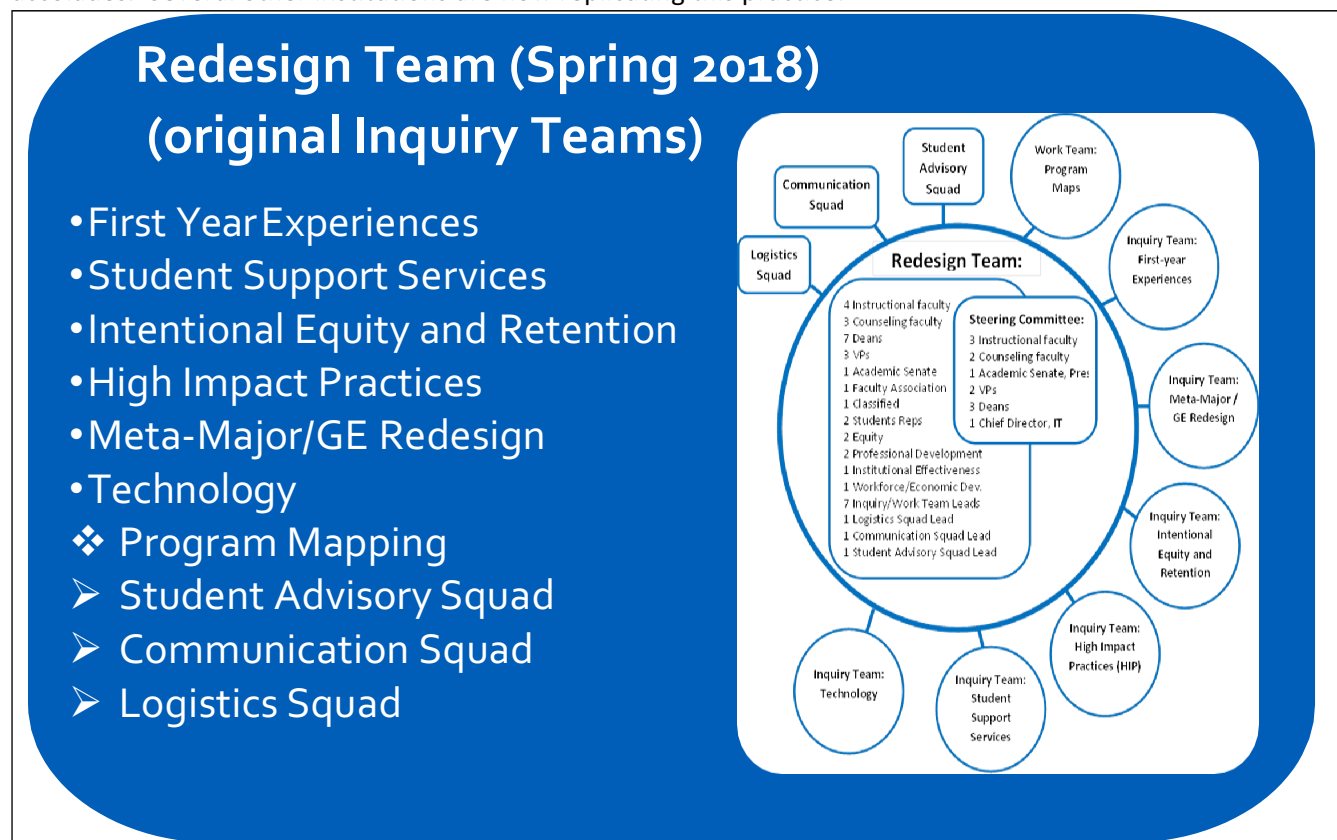 Redesign Team (Spring 2018)
(original Inquiry Teams)
•First Year Experiences
•Student Support Services
•Intentional Equity and Retention
•High Impact Practices
•Meta-Major/GE Redesign
•Technology
❖ Program Mapping
➢ Student Advisory Squad
➢ Communication Squad
➢ Logistics Squad
Logistics
Squad
Communication
Squad
Student
Advisory
Squad
Work Team:
Program
Maps
Inquiry Team:
First-year
Experiences
Inquiry Team:
Meta-Major /
GE Redesign
Inquiry Team:
Intentional
Equity and
Retention
Inquiry Team:
High Impact
Practices (HIP)
Inquiry Team:
Student
Support
Services
Inquiry Team:
Technology
Redesign Team:
4 Instructional faculty
3 Counseling faculty
7 Deans
3 VPs
1 Academic Senate
1 Faculty Association
1 Classified
2 Students Reps
2 Equity
2 Professional Development
1 Institutional Effectiveness
1 Workforce/Economic Dev.
7 Inquiry/Work Team Leads
1 Logistics Squad Lead
1 Communication Squad Lead
1 Student Advisory Squad Lead
Steering Committee:
3 Instructional faculty
2 Counseling faculty
1 Academic Senate, Pres
2 VPs
3 Deans
1 Chief Director, IT